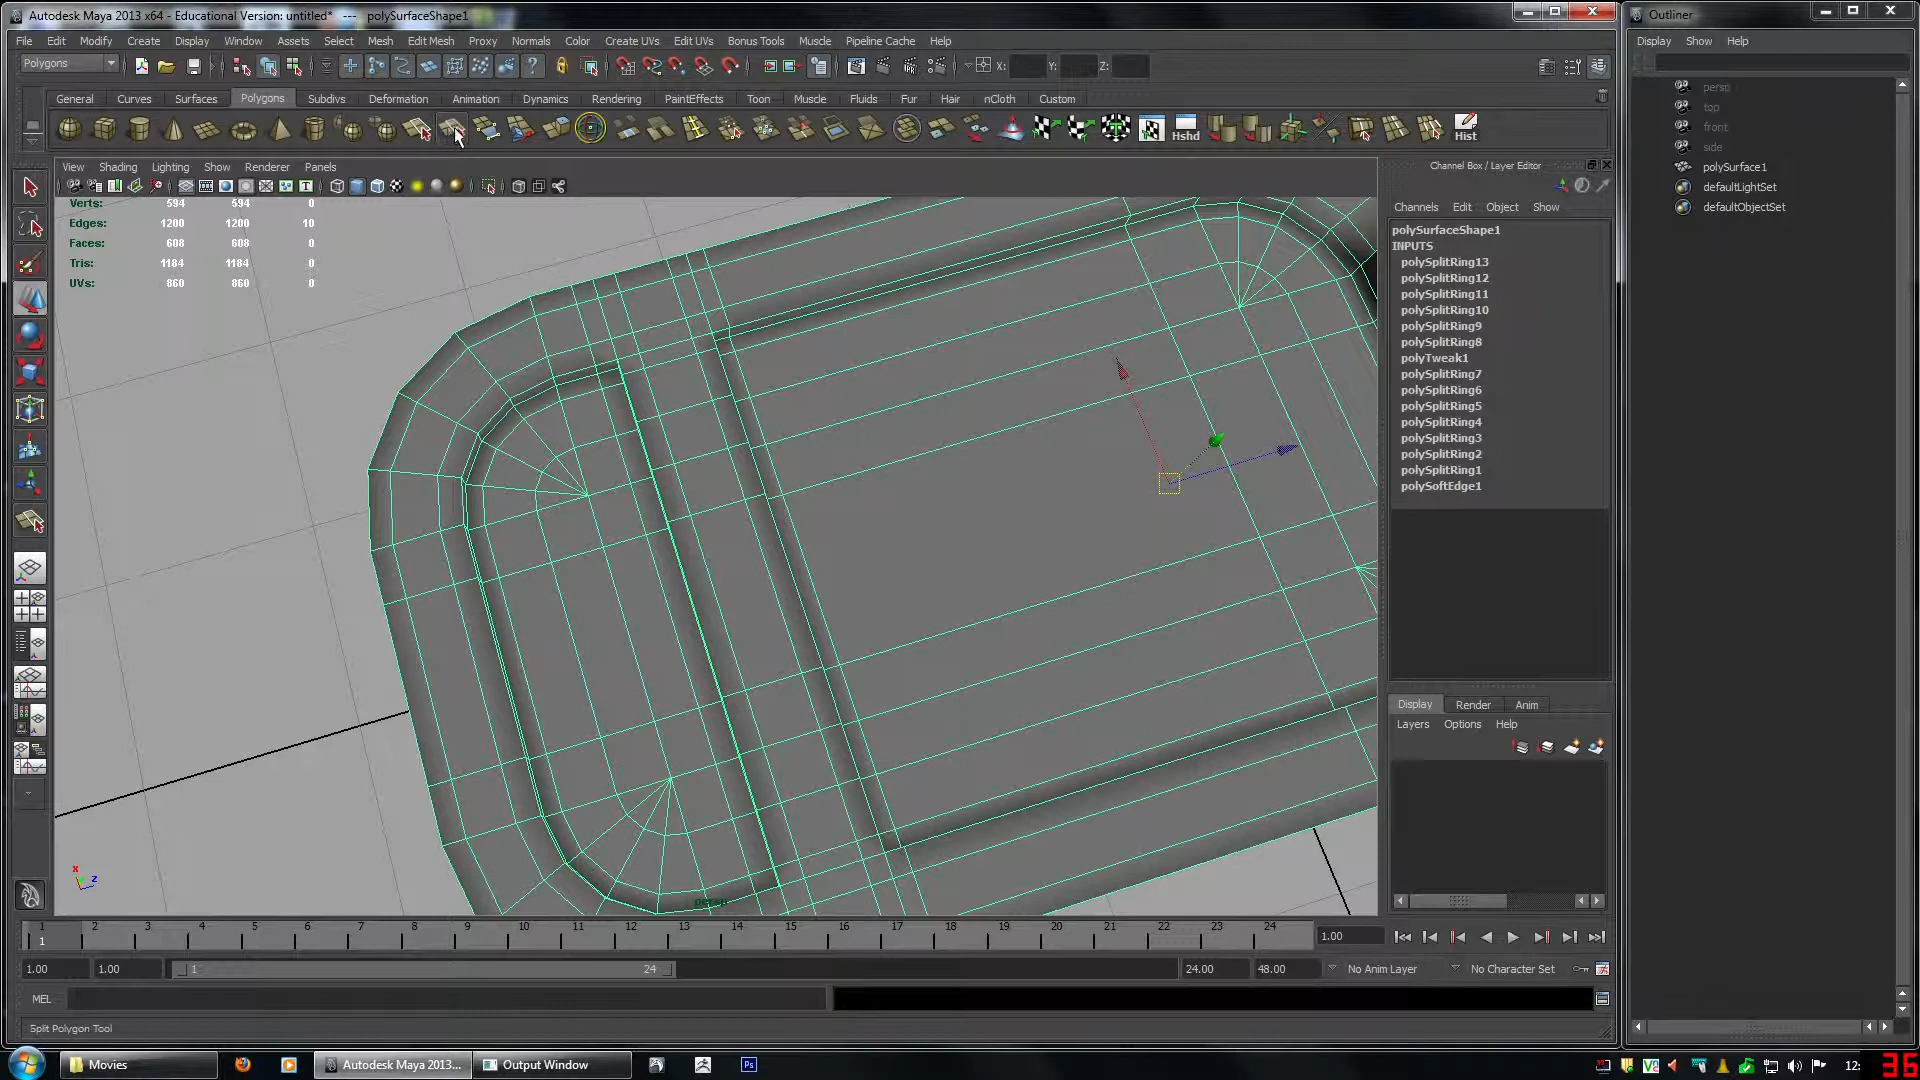 Autodesk Maya 2013 x64 - Educational Version: untitled* --- polySurfaceShape1
File Edit Modify Create Display Window Assets Select Mesh Edit Mesh Proxy Normals Color Create UVs Edit UVs Bonus Tools Muscle Pipeline Cache Help
Polygons X: Y: Z:
General Curves Surfaces Polygons Subdivs Deformation Animation Dynamics Rendering PaintEffects Toon Muscle Fluids Fur Hair nCloth Custom
Hshd Hist
View Shading Lighting Show Renderer Panels
Verts: 594 594 0
Edges: 1200 1200 10
Faces: 608 608 0
Tris: 1184 1184 0
UVs: 860 860 0
x
z
persp
Channel Box / Layer Editor
Channels Edit Object Show
polySurfaceShape1
INPUTS
polySplitRing13
polySplitRing12
polySplitRing11
polySplitRing10
polySplitRing9
polySplitRing8
polyTweak1
polySplitRing7
polySplitRing6
polySplitRing5
polySplitRing4
polySplitRing3
polySplitRing2
polySplitRing1
polySoftEdge1
Display Render Anim
Layers Options Help
Outliner
Display Show Help
persp
top
front
side
polySurface1
defaultLightSet
defaultObjectSet
1 2 3 4 5 6 7 8 9 10 11 12 13 14 15 16 17 18 19 20 21 22 23 24
1 1.00
1.00 1.00 1 24 24.00 48.00 No Anim Layer No Character Set
MEL
Split Polygon Tool
Movies Autodesk Maya 2013... Output Window Ps 12: 36